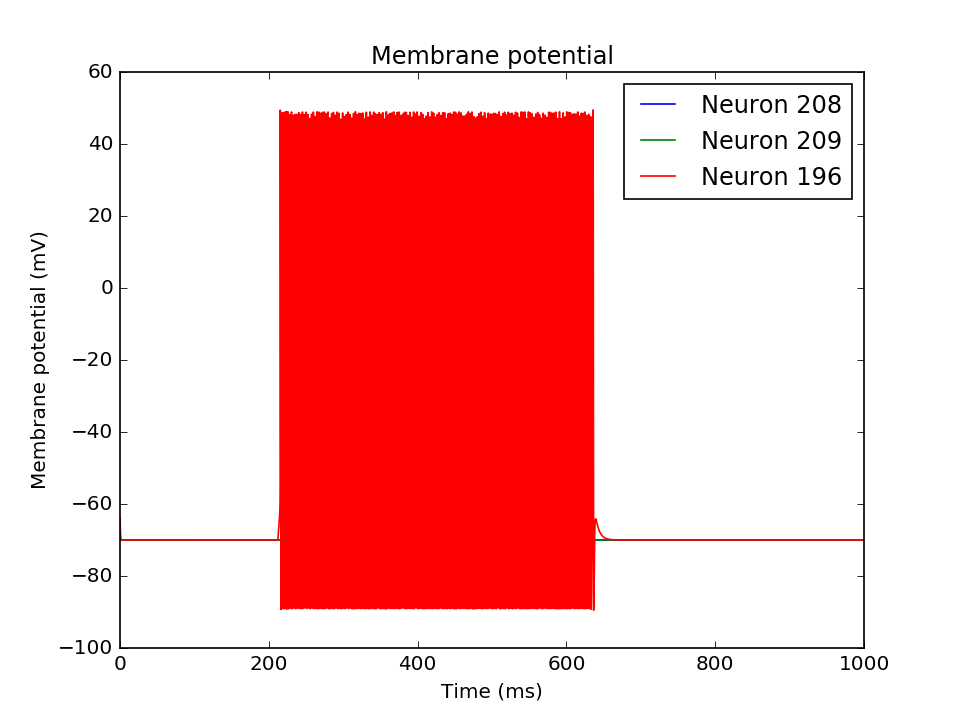 Membrane potential
60
40
20
0
−20
−40
−60
−80
−100
Membrane potential (mV)
Neuron 208
Neuron 209
Neuron 196
0 200 400 600 800 1000
Time (ms)